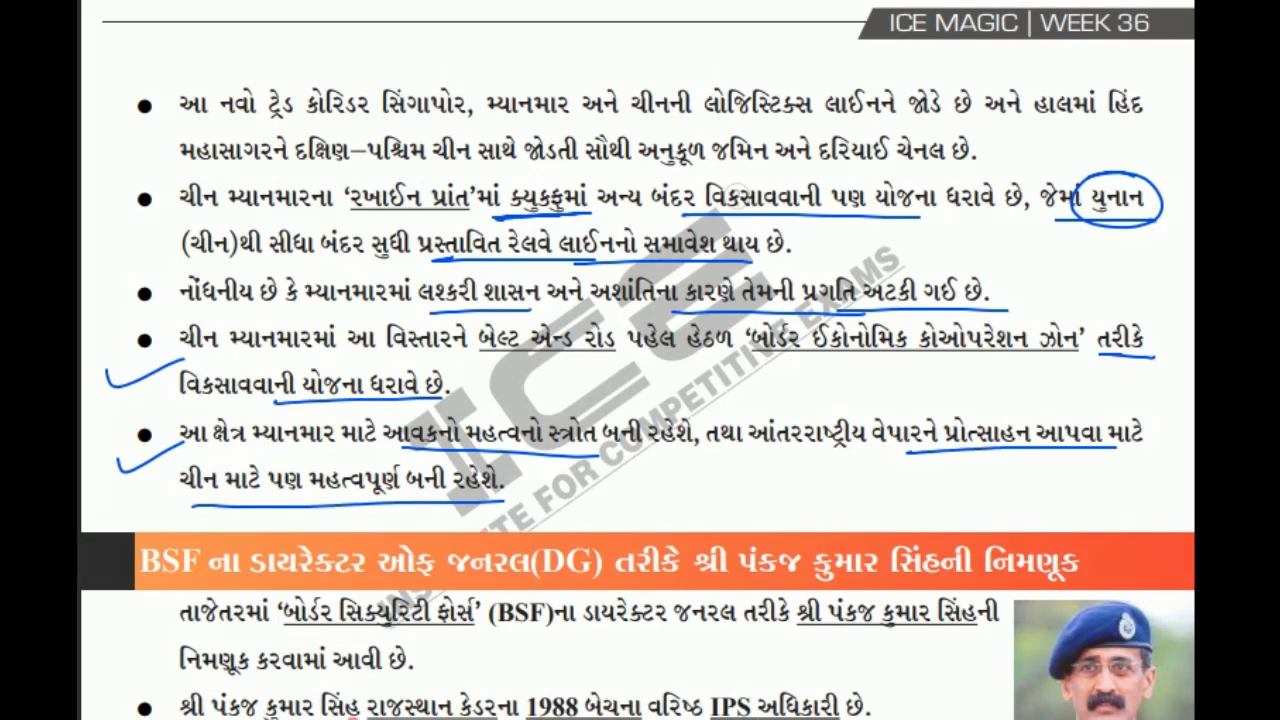 ICE MAGIC | WEEK 36
● આ નવો ટ્રેડ કોરિડર સિંગાપોર, મ્યાનમાર અને ચીનની લોજિસ્ટિક્સ લાઈનને જોડે છે અને હાલમાં હિંદ
મહાસાગરને દક્ષિણ–પશ્ચિમ ચીન સાથે જોડતી સૌથી અનુકૂળ જમિન અને દરિયાઈ ચેનલ છે.
● ચીન મ્યાનમારના ‘રખાઈન પ્રાંત’માં ક્યુકફુમાં અન્ય બંદર વિકસાવવાની પણ યોજના ધરાવે છે, જેમાં યુનાન
(ચીન)થી સીધા બંદર સુધી પ્રસ્તાવિત રેલવે લાઈનનો સમાવેશ થાય છે.
● નોંધનીય છે કે મ્યાનમારમાં લશ્કરી શાસન અને અશાંતિના કારણે તેમની પ્રગતિ અટકી ગઈ છે.
● ચીન મ્યાનમારમાં આ વિસ્તારને બેલ્ટ એન્ડ રોડ પહેલ હેઠળ ‘બોર્ડર ઈકોનોમિક કોઓપરેશન ઝોન’ તરીકે
વિકસાવવાની યોજના ધરાવે છે.
● આ ક્ષેત્ર મ્યાનમાર માટે આવકનો મહત્વનો સ્ત્રોત બની રહેશે, તથા આંતરરાષ્ટ્રીય વેપારને પ્રોત્સાહન આપવા માટે
ચીન માટે પણ મહત્વપૂર્ણ બની રહેશે.
BSF ના ડાયરેક્ટર ઓફ જનરલ(DG) તરીકે શ્રી પંકજ કુમાર સિંહની નિમણૂક
તાજેતરમાં ‘બોર્ડર સિક્યુરિટી ફોર્સ’ (BSF)ના ડાયરેક્ટર જનરલ તરીકે શ્રી પંકજ કુમાર સિંહની
નિમણૂક કરવામાં આવી છે.
● શ્રી પંકજ કુમાર સિંહ રાજસ્થાન કેડરના 1988 બેચના વરિષ્ઠ IPS અધિકારી છે.